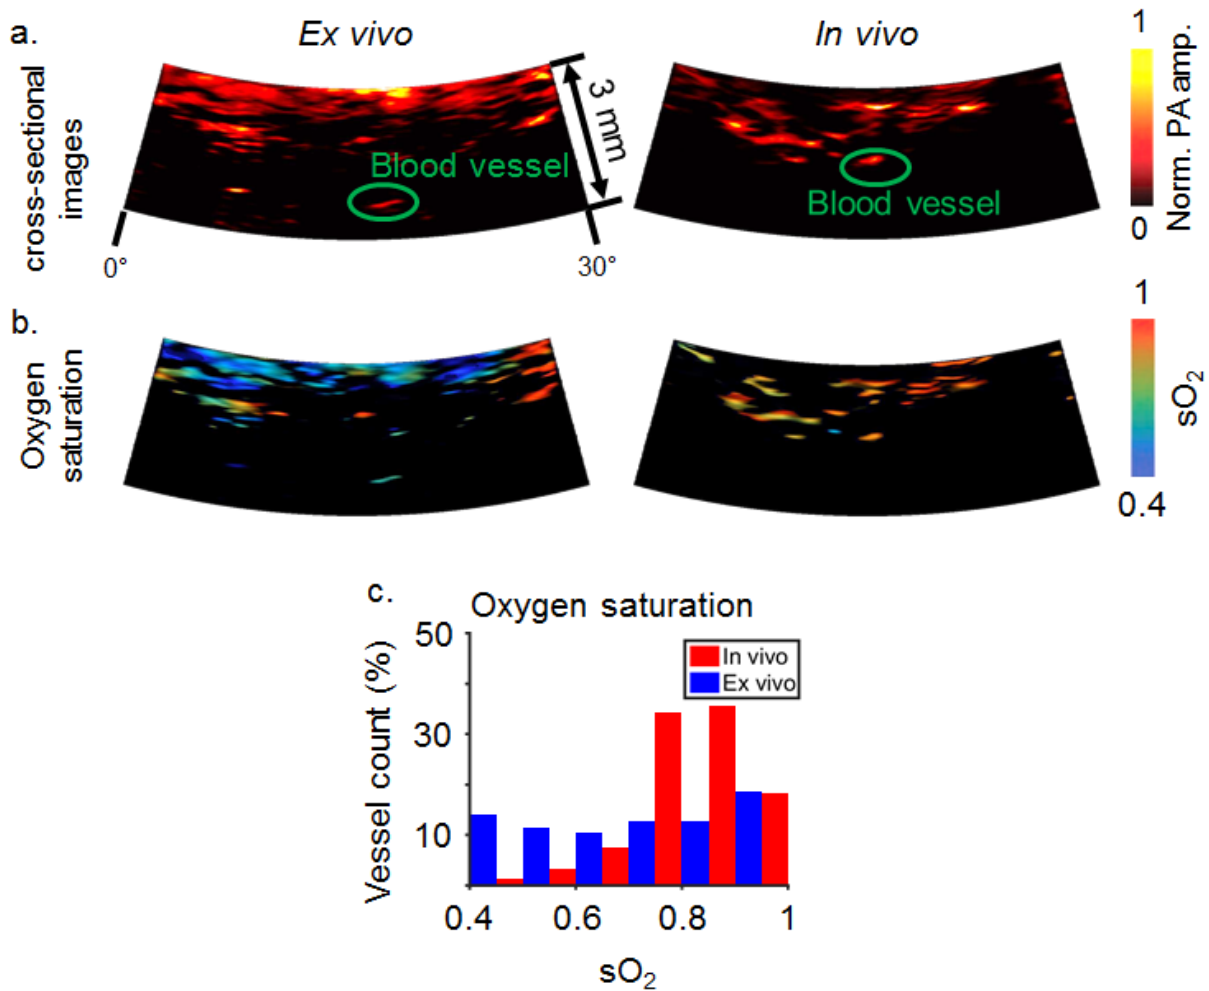 a.
Ex vivo
In vivo
cross-sectional
images
Blood vessel
3 mm
0°
30°
Blood vessel
1
Norm. PA amp.
0
b.
Oxygen
saturation
1
sO₂
0.4
c.
Oxygen saturation
Vessel count (%)
50
30
10
In vivo
Ex vivo
0.4 0.6 0.8 1
sO₂